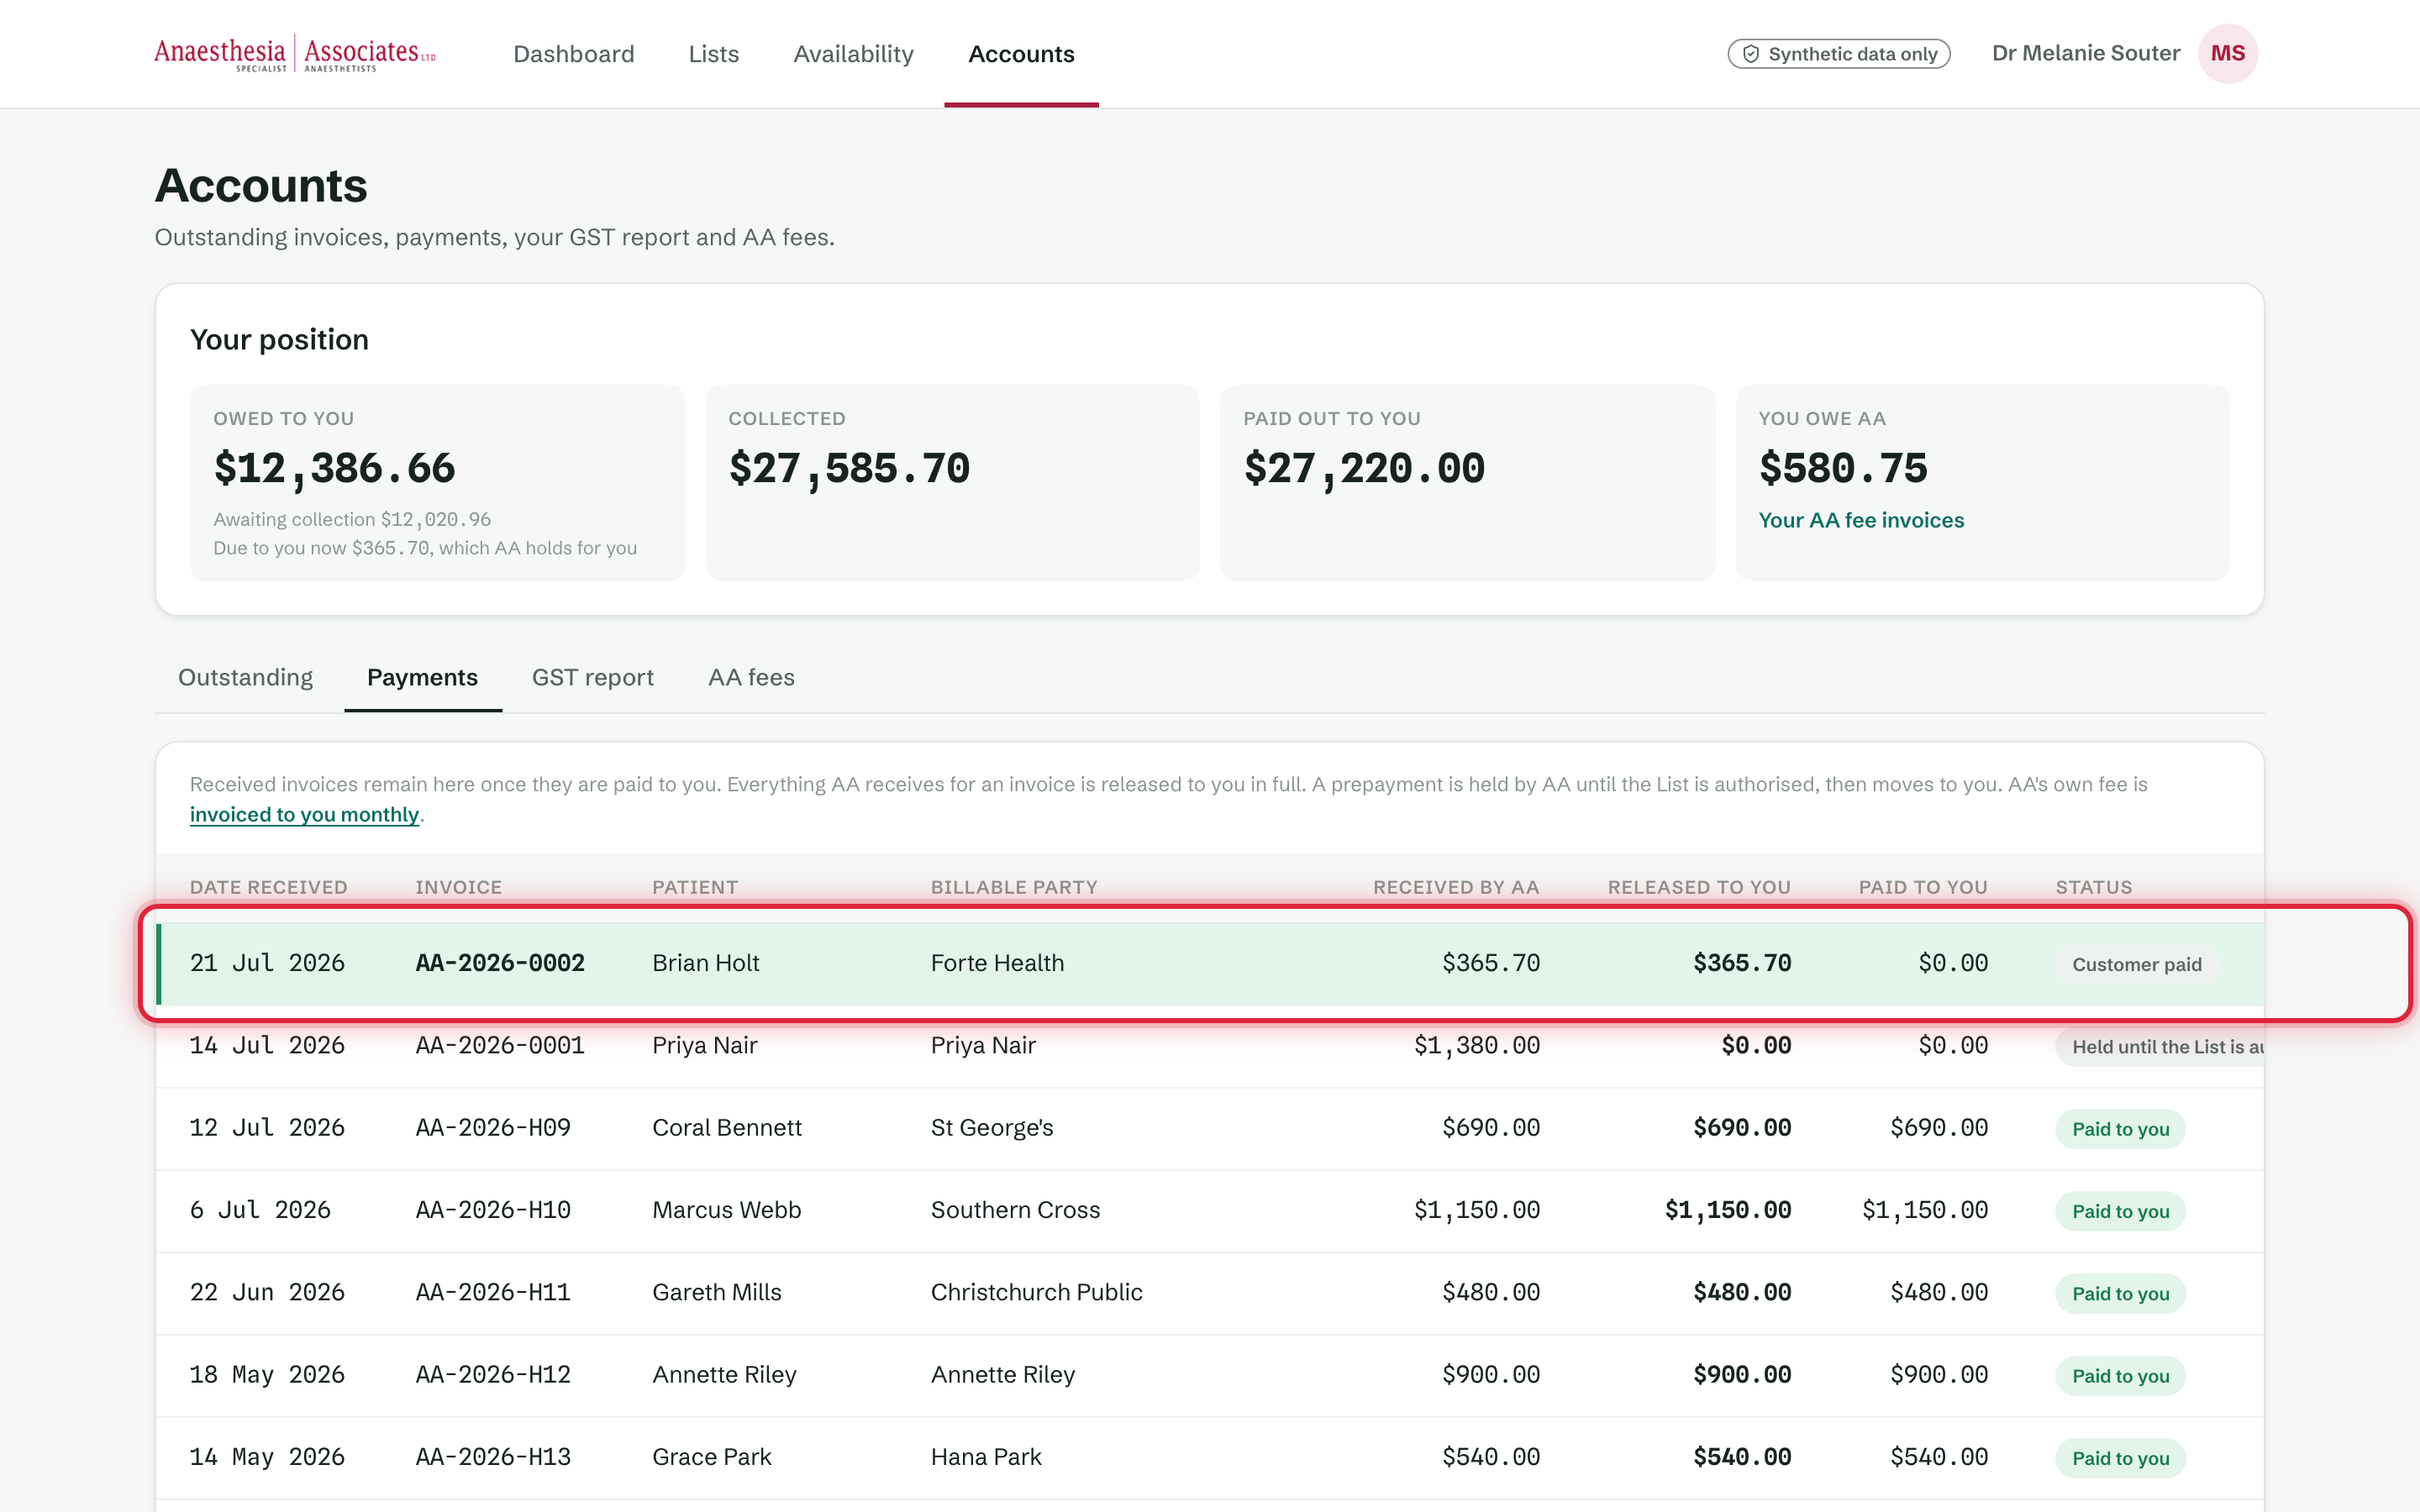 Anaesthesia Associates LTD
SPECIALIST ANAESTHETISTS
Dashboard Lists Availability Accounts
Synthetic data only
Dr Melanie Souter MS
Accounts
Outstanding invoices, payments, your GST report and AA fees.
Your position
OWED TO YOU
$12,386.66
Awaiting collection $12,020.96
Due to you now $365.70, which AA holds for you
COLLECTED
$27,585.70
PAID OUT TO YOU
$27,220.00
YOU OWE AA
$580.75
Your AA fee invoices
Outstanding Payments GST report AA fees
Received invoices remain here once they are paid to you. Everything AA receives for an invoice is released to you in full. A prepayment is held by AA until the List is authorised, then moves to you. AA's own fee is
invoiced to you monthly.
DATE RECEIVED INVOICE PATIENT BILLABLE PARTY RECEIVED BY AA RELEASED TO YOU PAID TO YOU STATUS
21 Jul 2026 AA-2026-0002 Brian Holt Forte Health $365.70 $365.70 $0.00 Customer paid
14 Jul 2026 AA-2026-0001 Priya Nair Priya Nair $1,380.00 $0.00 $0.00 Held until the List is au
12 Jul 2026 AA-2026-H09 Coral Bennett St George's $690.00 $690.00 $690.00 Paid to you
6 Jul 2026 AA-2026-H10 Marcus Webb Southern Cross $1,150.00 $1,150.00 $1,150.00 Paid to you
22 Jun 2026 AA-2026-H11 Gareth Mills Christchurch Public $480.00 $480.00 $480.00 Paid to you
18 May 2026 AA-2026-H12 Annette Riley Annette Riley $900.00 $900.00 $900.00 Paid to you
14 May 2026 AA-2026-H13 Grace Park Hana Park $540.00 $540.00 $540.00 Paid to you